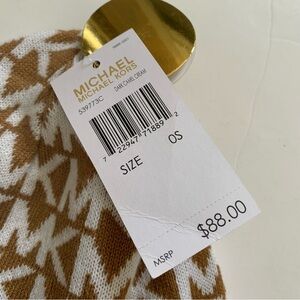 MICHAEL
MICHAEL KORS
539773C
DARK CAMEL CREAM
7 22947 71889 2
SIZE OS
MSRP $88.00